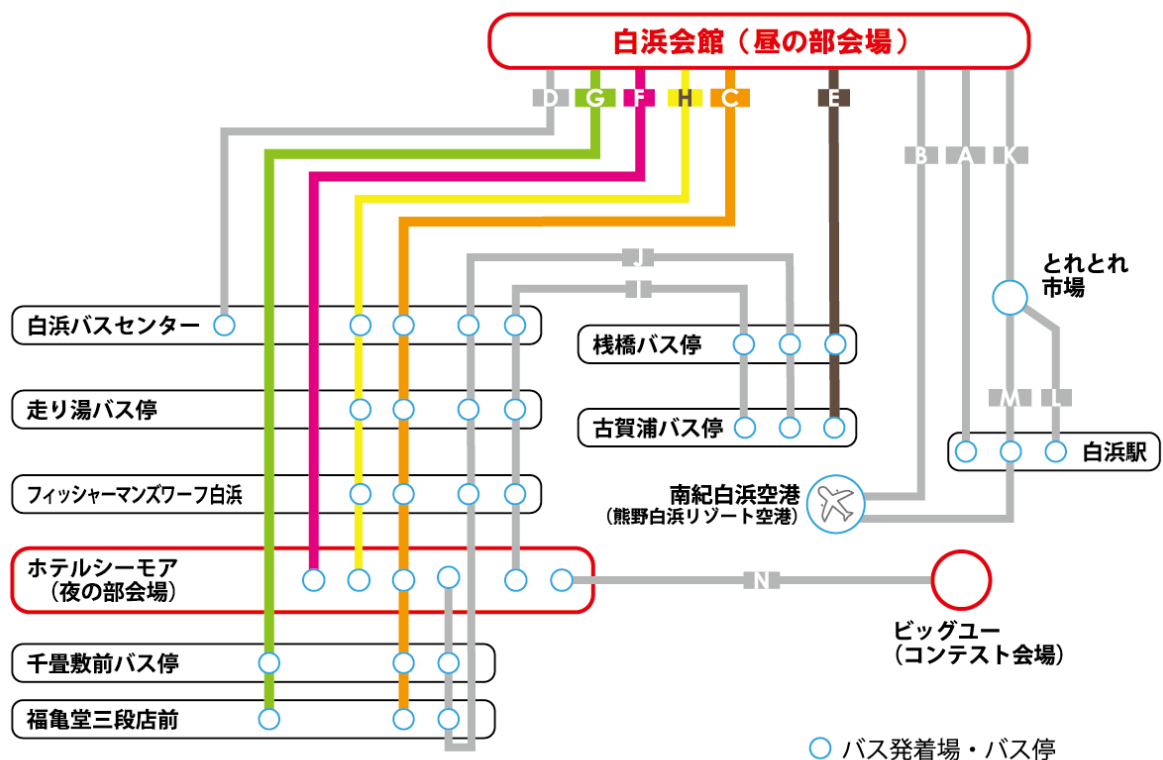 白浜会館（昼の部会場）
D G F H C E
B A K
とれとれ
市場
J
I
白浜バスセンター
桟橋バス停
走り湯バス停
古賀浦バス停
M L
白浜駅
フィッシャーマンズワーフ白浜
南紀白浜空港
（熊野白浜リゾート空港）
ホテルシーモア
（夜の部会場）
N
ビッグユー
（コンテスト会場）
千畳敷前バス停
福亀堂三段店前
バス発着場・バス停